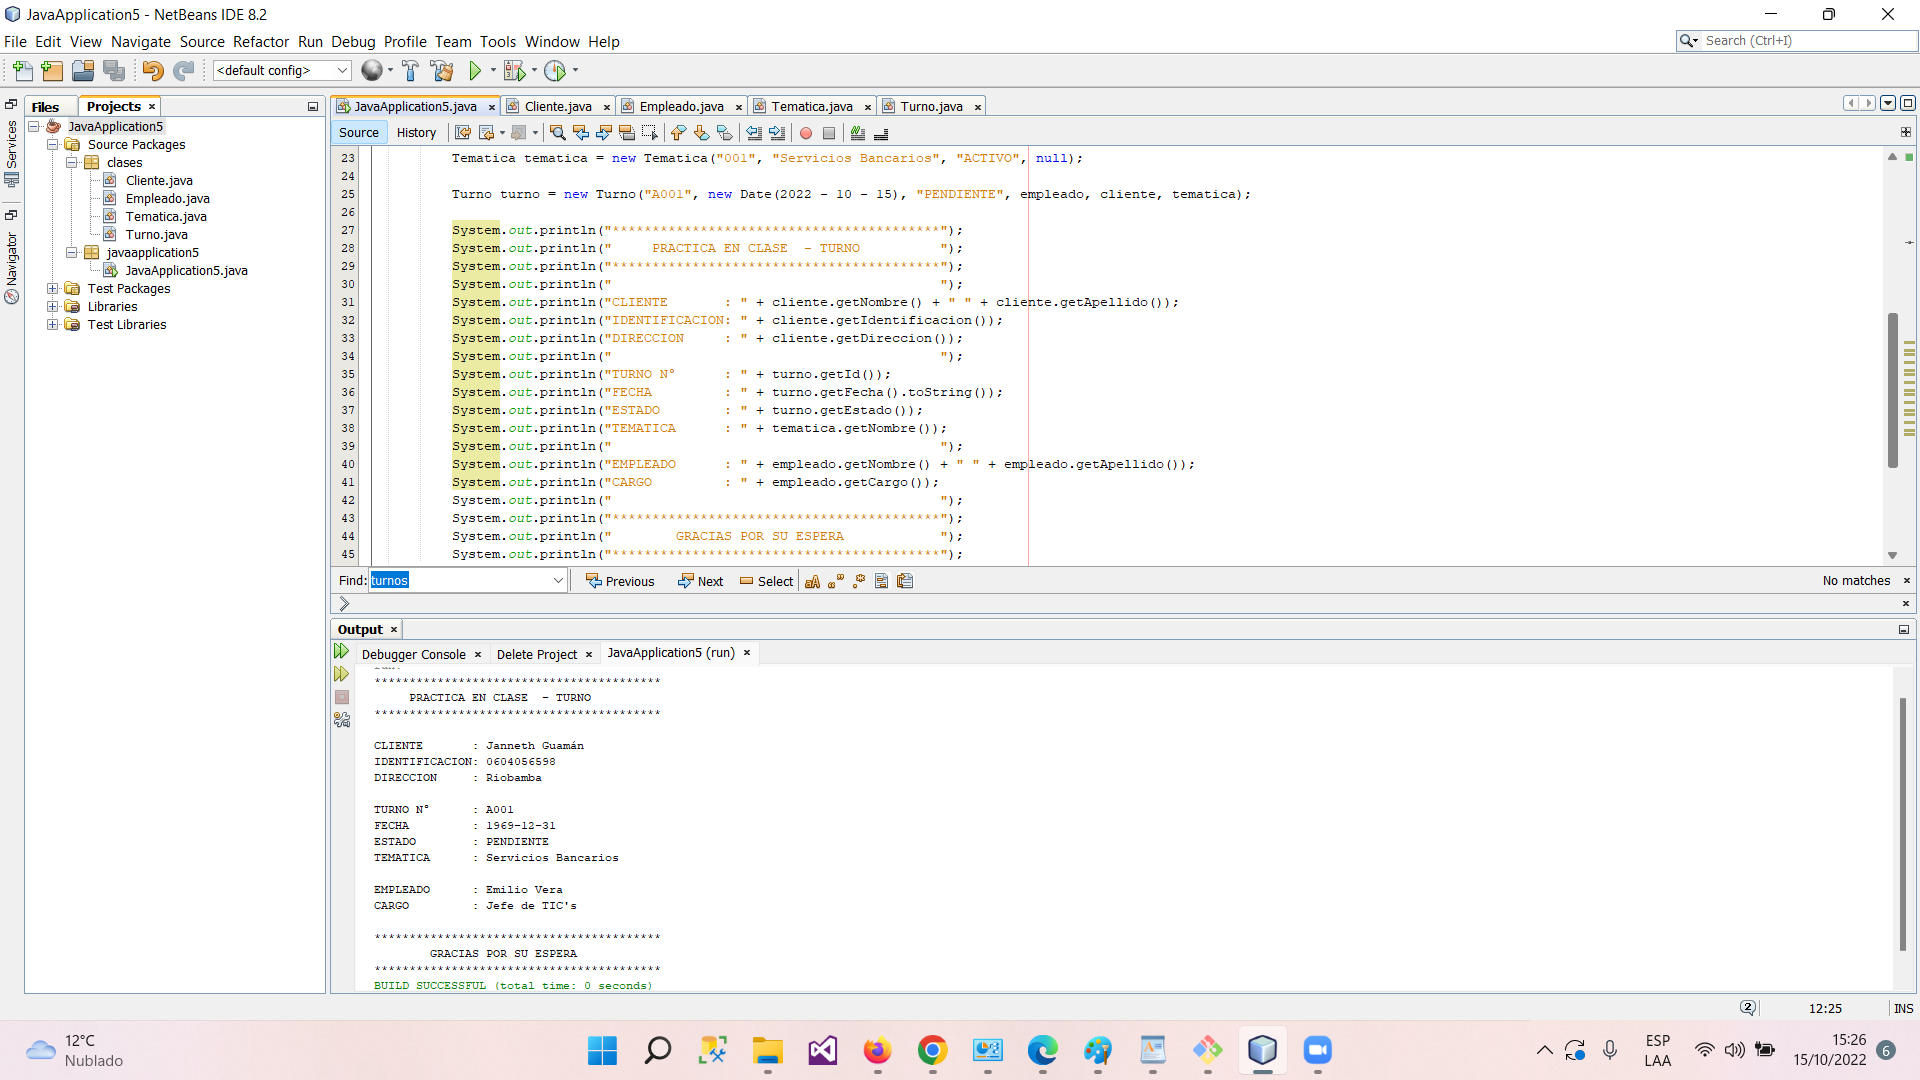 JavaApplication5 - NetBeans IDE 8.2
File Edit View Navigate Source Refactor Run Debug Profile Team Tools Window Help
Search (Ctrl+I)
<default config>
Files Projects
JavaApplication5.java Cliente.java Empleado.java Tematica.java Turno.java
Source History
Services
Navigator
JavaApplication5
Source Packages
clases
Cliente.java
Empleado.java
Tematica.java
Turno.java
javaapplication5
JavaApplication5.java
Test Packages
Libraries
Test Libraries
23 Tematica tematica = new Tematica("001", "Servicios Bancarios", "ACTIVO", null);
24
25 Turno turno = new Turno("A001", new Date(2022 - 10 - 15), "PENDIENTE", empleado, cliente, tematica);
26
27 System.out.println("*****************************************");
28 System.out.println("     PRACTICA EN CLASE  - TURNO          ");
29 System.out.println("*****************************************");
30 System.out.println("                                         ");
31 System.out.println("CLIENTE       : " + cliente.getNombre() + " " + cliente.getApellido());
32 System.out.println("IDENTIFICACION: " + cliente.getIdentificacion());
33 System.out.println("DIRECCION     : " + cliente.getDireccion());
34 System.out.println("                                         ");
35 System.out.println("TURNO N°      : " + turno.getId());
36 System.out.println("FECHA         : " + turno.getFecha().toString());
37 System.out.println("ESTADO        : " + turno.getEstado());
38 System.out.println("TEMATICA      : " + tematica.getNombre());
39 System.out.println("                                         ");
40 System.out.println("EMPLEADO      : " + empleado.getNombre() + " " + empleado.getApellido());
41 System.out.println("CARGO         : " + empleado.getCargo());
42 System.out.println("                                         ");
43 System.out.println("*****************************************");
44 System.out.println("        GRACIAS POR SU ESPERA            ");
45 System.out.println("*****************************************");
Find: turnos Previous Next Select No matches
Output
Debugger Console Delete Project JavaApplication5 (run)
*****************************************
PRACTICA EN CLASE  - TURNO
*****************************************
CLIENTE       : Janneth Guamán
IDENTIFICACION: 0604056598
DIRECCION     : Riobamba
TURNO N°      : A001
FECHA         : 1969-12-31
ESTADO        : PENDIENTE
TEMATICA      : Servicios Bancarios
EMPLEADO      : Emilio Vera
CARGO         : Jefe de TIC's
*****************************************
GRACIAS POR SU ESPERA
*****************************************
BUILD SUCCESSFUL (total time: 0 seconds)
2 12:25 INS
12°C
Nublado
ESP
LAA
15:26
15/10/2022
6